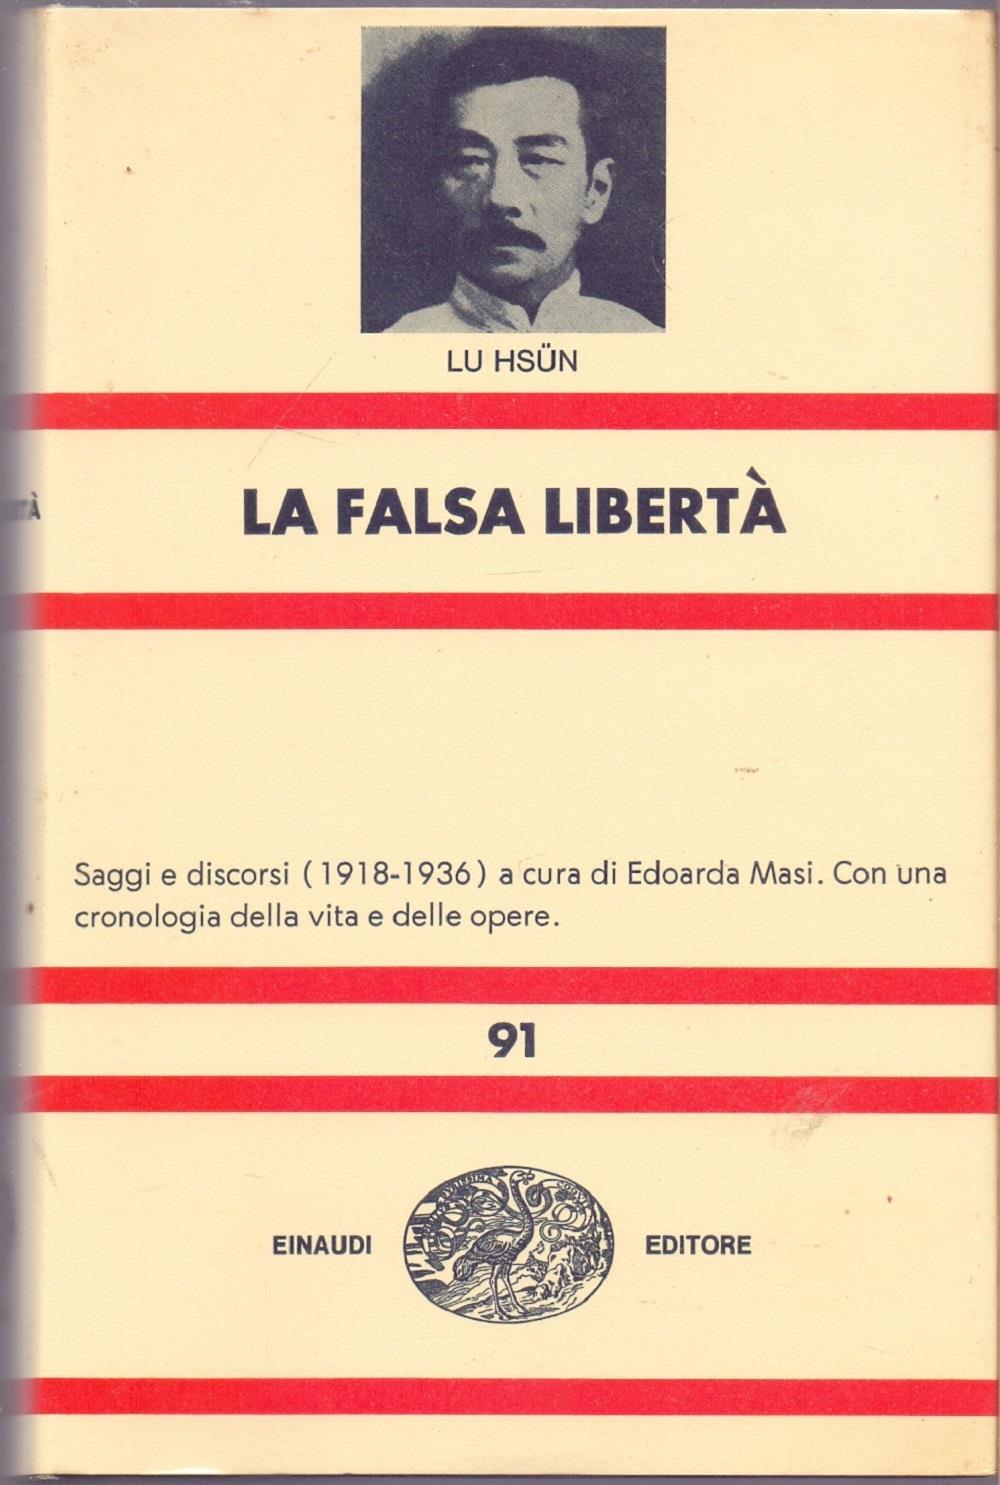 LU HSÜN
LA FALSA LIBERTÀ
Saggi e discorsi (1918-1936) a cura di Edoarda Masi. Con una
cronologia della vita e delle opere.
91
EINAUDI
EDITORE